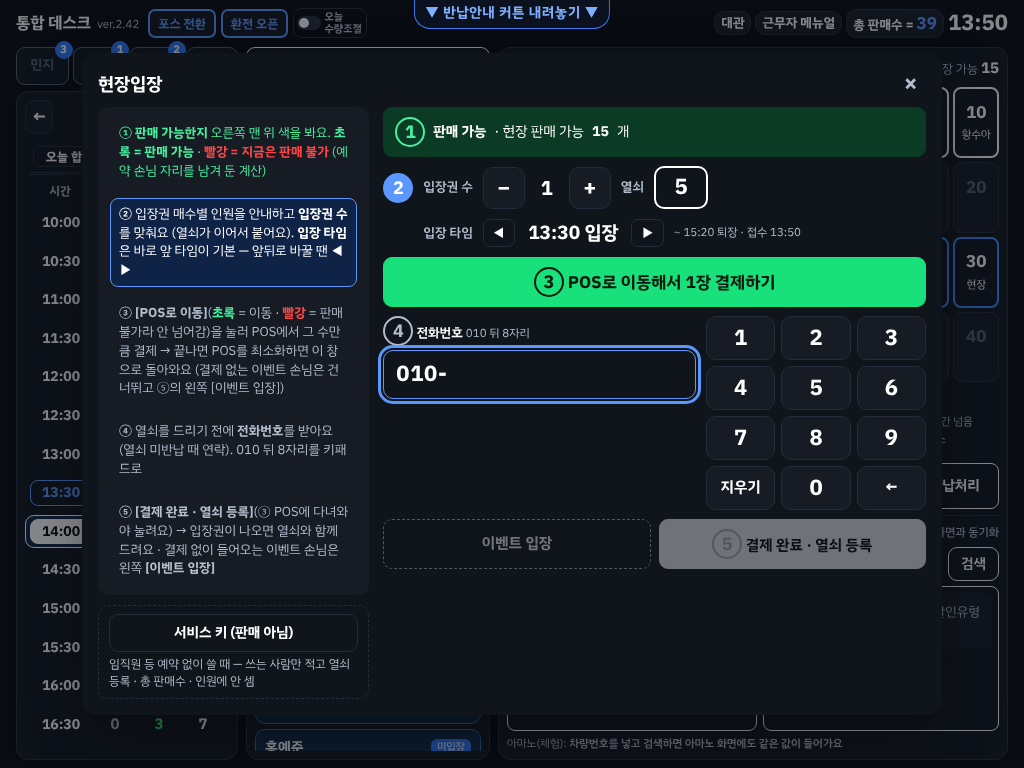 통합 데스크 ver.2.42 포스 전환 환전 오픈 오늘 수량조절 ▼ 반납안내 커튼 내려놓기 ▼ 대관 근무자 메뉴얼 총 판매수 = 39 13:50
민지 3 1 2
장 가능 15
현장입장 ×
←
오늘 합
시간
10:00
10:30
11:00
11:30
12:00
12:30
13:00
13:30
14:00
14:30
15:00
15:30
16:00
16:30 0 3 7
① 판매 가능한지 오른쪽 맨 위 색을 봐요. 초
록 = 판매 가능 · 빨강 = 지금은 판매 불가 (예
약 손님 자리를 남겨 둔 계산)
② 입장권 매수별 인원을 안내하고 입장권 수
를 맞춰요 (열쇠가 이어서 붙어요). 입장 타임
은 바로 앞 타임이 기본 — 앞뒤로 바꿀 땐 ◀
▶
③ [POS로 이동](초록 = 이동 · 빨강 = 판매
불가라 안 넘어감)을 눌러 POS에서 그 수만
큼 결제 → 끝나면 POS를 최소화하면 이 창
으로 돌아와요 (결제 없는 이벤트 손님은 건
너뛰고 ⑤의 왼쪽 [이벤트 입장])
④ 열쇠를 드리기 전에 전화번호를 받아요
(열쇠 미반납 때 연락). 010 뒤 8자리를 키패
드로
⑤ [결제 완료 · 열쇠 등록](③ POS에 다녀와
야 눌려요) → 입장권이 나오면 열쇠와 함께
드려요 · 결제 없이 들어오는 이벤트 손님은
왼쪽 [이벤트 입장]
서비스 키 (판매 아님)
임직원 등 예약 없이 쓸 때 — 쓰는 사람만 적고 열쇠
등록 · 총 판매수 · 인원에 안 셈
1 판매 가능 · 현장 판매 가능 15 개
2 입장권 수 − 1 + 열쇠 5
입장 타임 ◀ 13:30 입장 ▶ ~ 15:20 퇴장 · 접수 13:50
3 POS로 이동해서 1장 결제하기
4 전화번호 010 뒤 8자리
010-
1 2 3
4 5 6
7 8 9
지우기 0 ←
이벤트 입장
5 결제 완료 · 열쇠 등록
10
황수아
20
30
현장
40
간 넘음
납처리
화면과 동기화
검색
할인유형
홍예준 미입장
아마노(체험): 차량번호를 넣고 검색하면 아마노 화면에도 같은 값이 들어가요